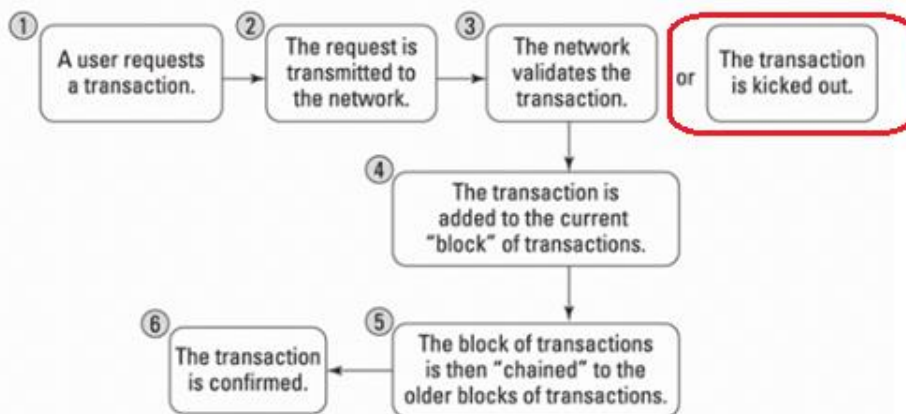 1
A user requests
a transaction.
2
The request is
transmitted to
the network.
3
The network
validates the
transaction.
or
The transaction
is kicked out.
4
The transaction is
added to the current
“block” of transactions.
5
The block of transactions
is then “chained” to the
older blocks of transactions.
6
The transaction
is confirmed.